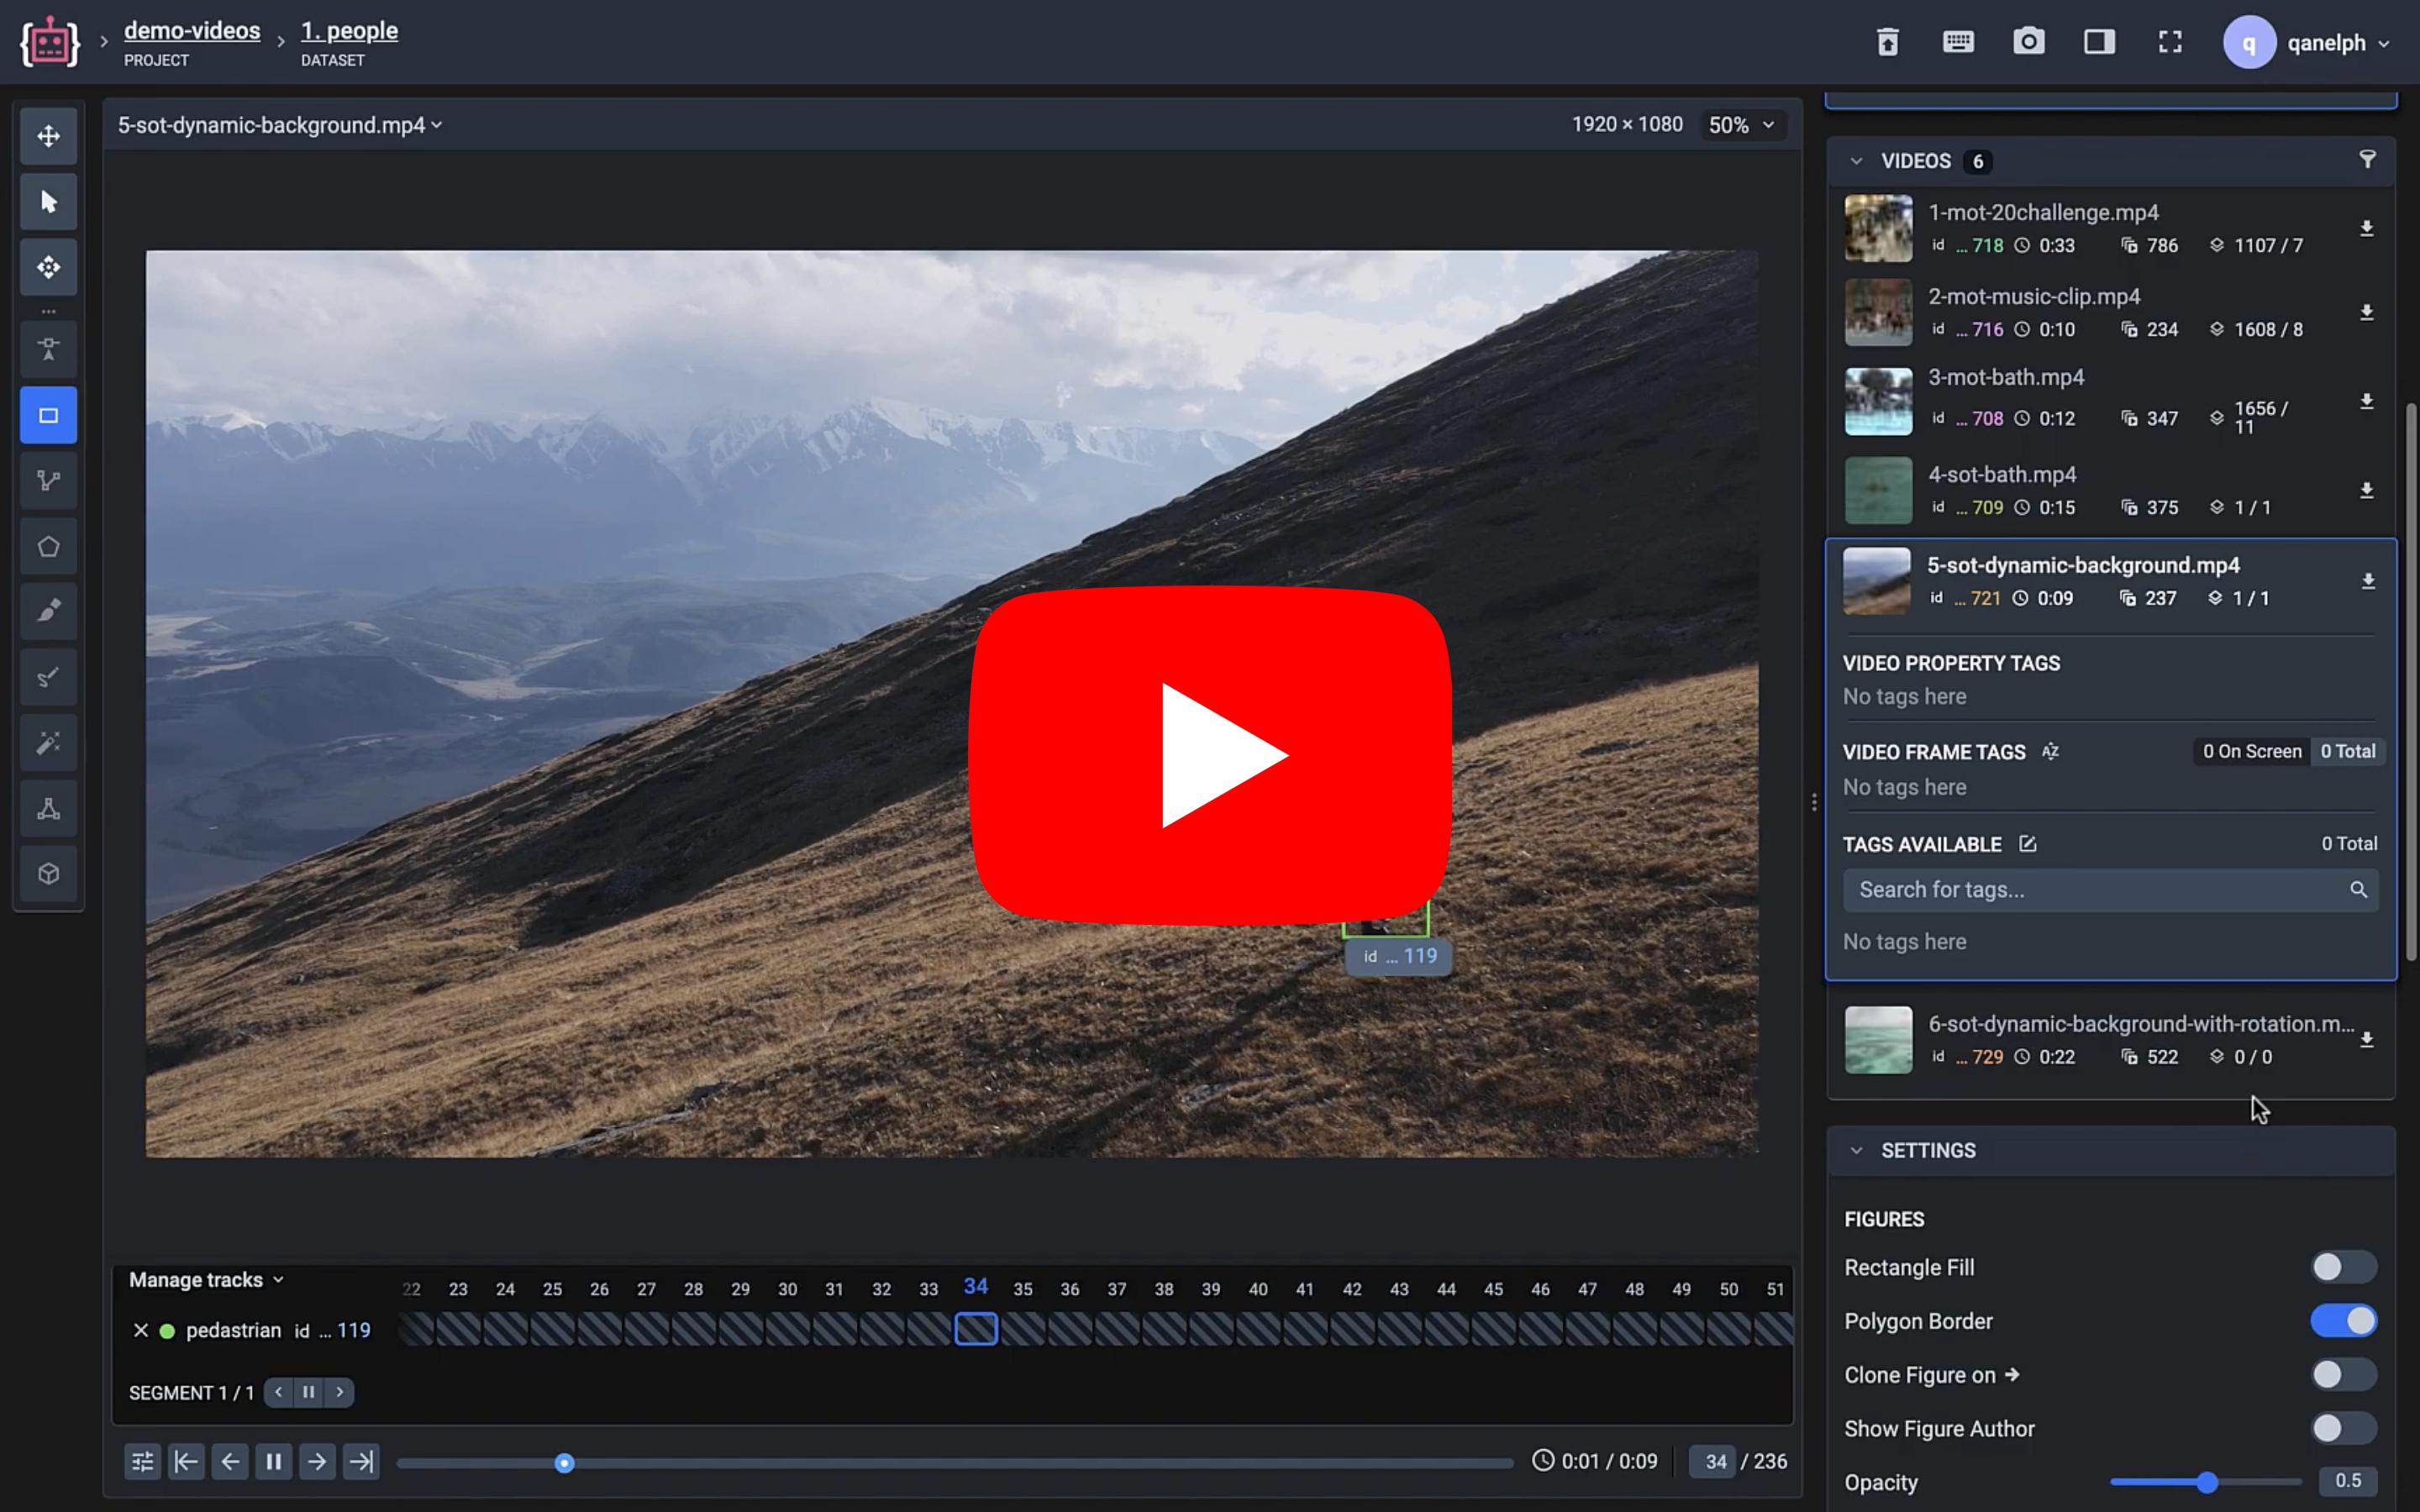 demo-videos
1. people
PROJECT
DATASET
q
qanelph
5-sot-dynamic-background.mp4
1920 × 1080
50%
VIDEOS 6
1-mot-20challenge.mp4
id ... 718 0:33 786 1107 / 7
2-mot-music-clip.mp4
id ... 716 0:10 234 1608 / 8
3-mot-bath.mp4
id ... 708 0:12 347 1656 /
11
4-sot-bath.mp4
id ... 709 0:15 375 1 / 1
5-sot-dynamic-background.mp4
id ... 721 0:09 237 1 / 1
VIDEO PROPERTY TAGS
No tags here
VIDEO FRAME TAGS AZ 0 On Screen 0 Total
No tags here
TAGS AVAILABLE 0 Total
Search for tags...
No tags here
6-sot-dynamic-background-with-rotation.m...
id ... 729 0:22 522 0 / 0
id ... 119
SETTINGS
FIGURES
Rectangle Fill
Polygon Border
Clone Figure on →
Show Figure Author
Opacity 0.5
Manage tracks
22 23 24 25 26 27 28 29 30 31 32 33 34 35 36 37 38 39 40 41 42 43 44 45 46 47 48 49 50 51
pedastrian id ... 119
SEGMENT 1 / 1
0:01 / 0:09
34 / 236